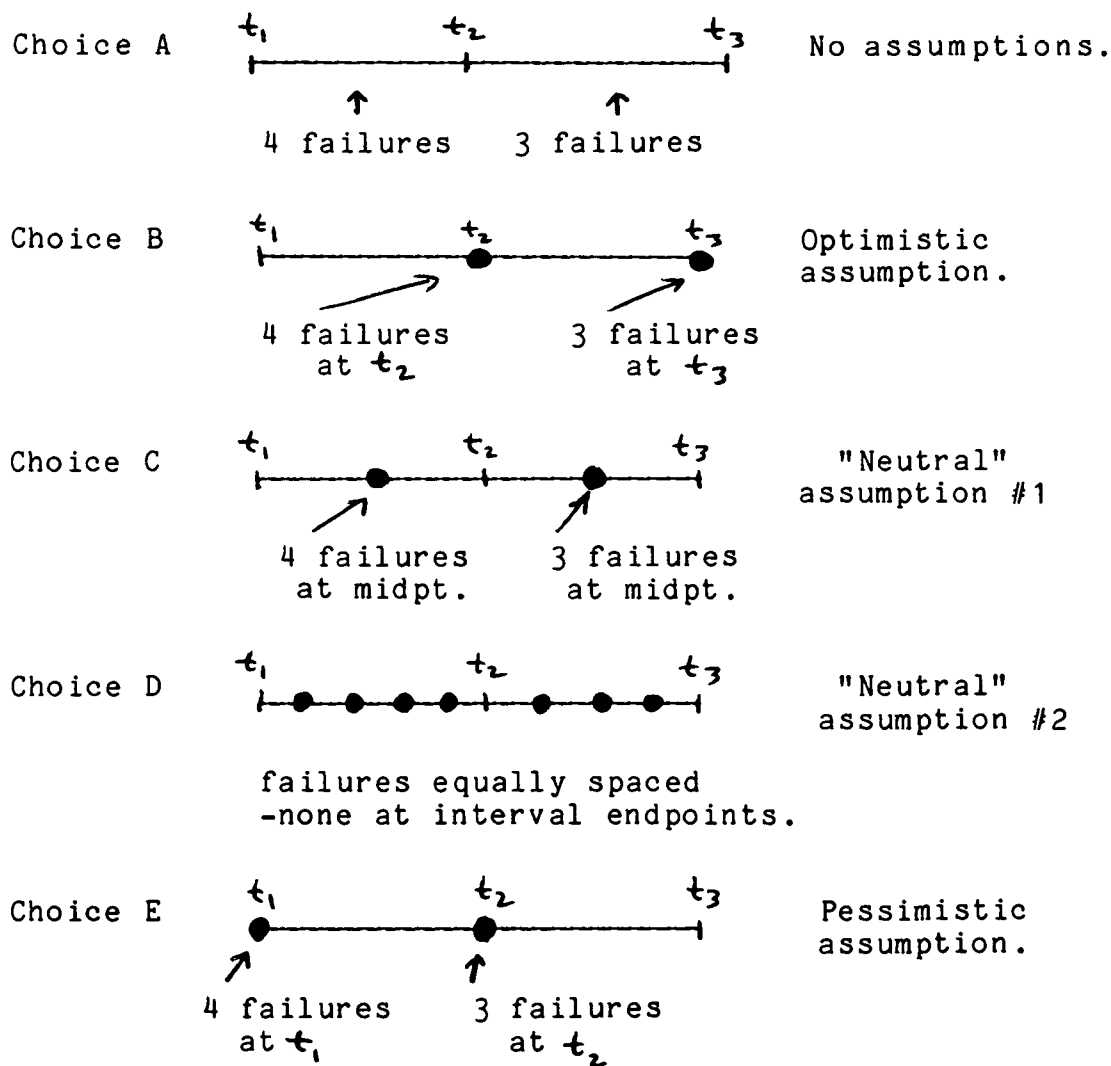 Choice A t₁ t₂ t₃ No assumptions.
4 failures 3 failures
Choice B t₁ t₂ t₃ Optimistic
assumption.
4 failures 3 failures
at t₂ at t₃
Choice C t₁ t₂ t₃ "Neutral"
assumption #1
4 failures 3 failures
at midpt. at midpt.
Choice D t₁ t₂ t₃ "Neutral"
assumption #2
failures equally spaced
-none at interval endpoints.
Choice E t₁ t₂ t₃ Pessimistic
assumption.
4 failures 3 failures
at t₁ at t₂